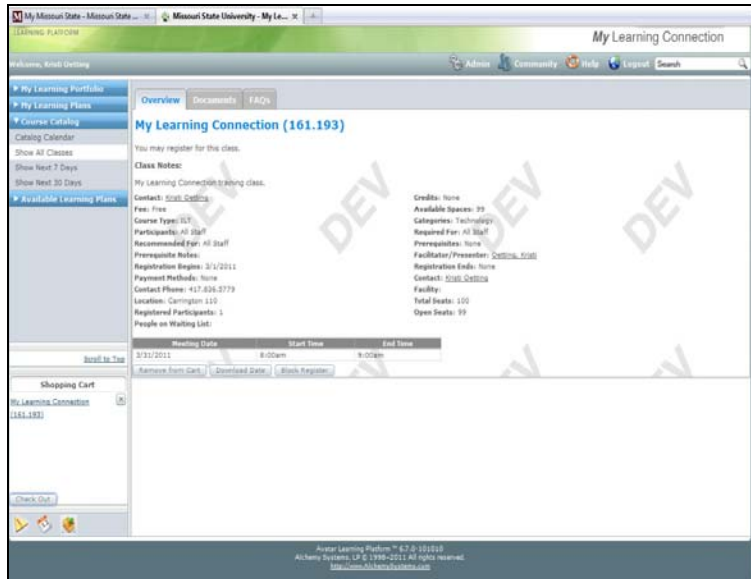 My Missouri State - Missouri State ...
Missouri State University - My Le...
LEARNING PLATFORM
My Learning Connection
Welcome, Kristi Oetting
Admin Community Help Logout Search
My Learning Portfolio
My Learning Plans
Course Catalog
Catalog Calendar
Show All Classes
Show Next 7 Days
Show Next 30 Days
Available Learning Plans
Scroll to Top
Shopping Cart
My Learning Connection
(161.193)
Check Out
Overview Documents FAQs
My Learning Connection (161.193)
You may register for this class.
Class Notes:
My Learning Connection training class.
Contact: Kristi Oetting
Fee: Free
Course Type: ILT
Participants: All Staff
Recommended For: All Staff
Prerequisite Notes:
Registration Begins: 3/1/2011
Payment Methods: None
Contact Phone: 417.836.5779
Location: Carrington 110
Registered Participants: 1
People on Waiting List:
Credits: None
Available Spaces: 99
Categories: Technology
Required For: All Staff
Prerequisites: None
Facilitator/Presenter: Oetting, Kristi
Registration Ends: None
Contact: Kristi Oetting
Facility:
Total Seats: 100
Open Seats: 99
DEV DEV DEV DEV
Meeting Date Start Time End Time
3/31/2011 8:00am 9:00am
Remove from Cart Download Date Block Register
Avatar Learning Platform ™ 6.7.0-101010
Alchemy Systems, LP © 1998-2011 All rights reserved.
http://www.AlchemySystems.com